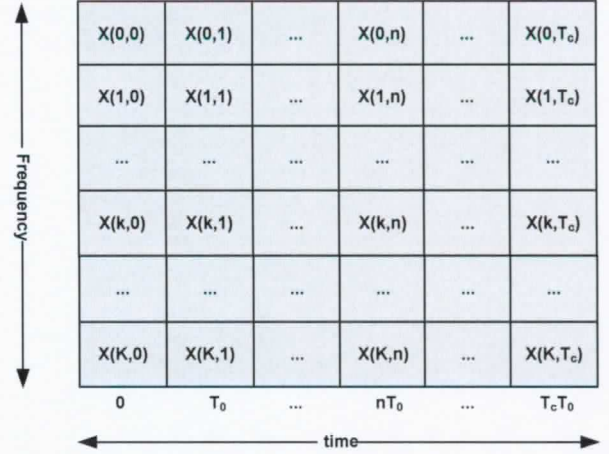 X(0,0) X(0,1) ... X(0,n) ... X(0,Tc)
X(1,0) X(1,1) ... X(1,n) ... X(1,Tc)
... ... ... ... ... ...
X(k,0) X(k,1) ... X(k,n) ... X(k,Tc)
... ... ... ... ... ...
X(K,0) X(K,1) ... X(K,n) ... X(K,Tc)
0 T0 ... nT0 ... TcT0
time
Frequency